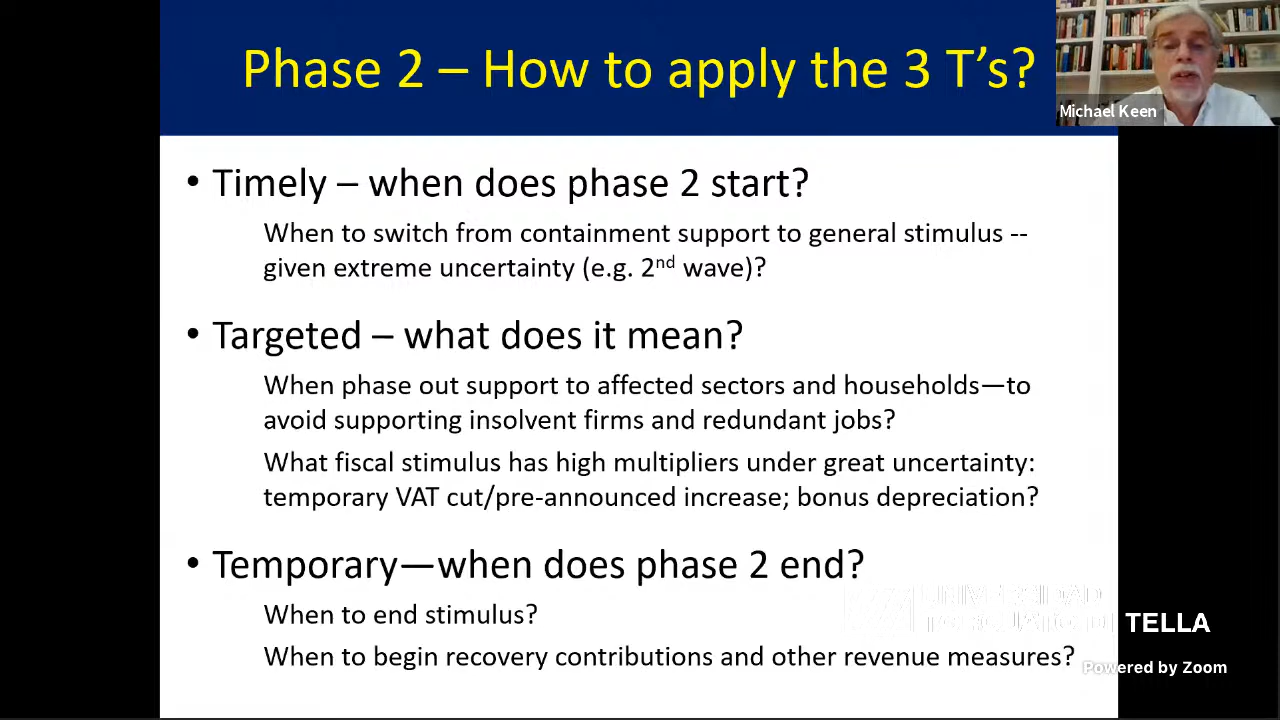 Phase 2 – How to apply the 3 T’s?
Michael Keen
• Timely – when does phase 2 start?
When to switch from containment support to general stimulus --
given extreme uncertainty (e.g. 2nd wave)?
• Targeted – what does it mean?
When phase out support to affected sectors and households—to
avoid supporting insolvent firms and redundant jobs?
What fiscal stimulus has high multipliers under great uncertainty:
temporary VAT cut/pre-announced increase; bonus depreciation?
• Temporary—when does phase 2 end?
When to end stimulus?
When to begin recovery contributions and other revenue measures?
UNIVERSIDAD
TORCUATO DI TELLA
Powered by Zoom